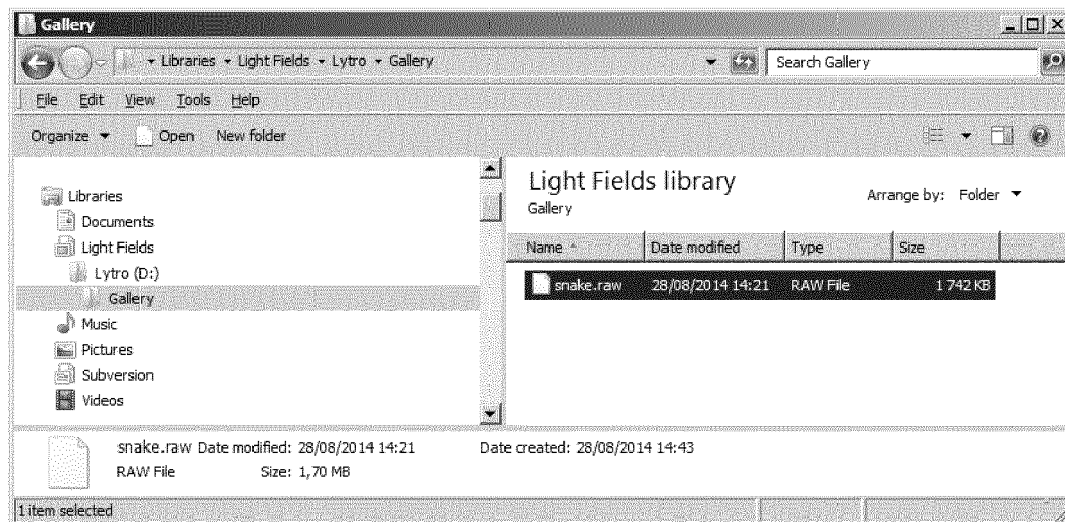 Gallery
Libraries Light Fields Lytro Gallery
Search Gallery
File Edit View Tools Help
Organize Open New folder
Libraries
Documents
Light Fields
Lytro (D:)
Gallery
Music
Pictures
Subversion
Videos
Light Fields library
Gallery
Arrange by: Folder
Name Date modified Type Size
snake.raw 28/08/2014 14:21 RAW File 1 742 KB
snake.raw Date modified: 28/08/2014 14:21 Date created: 28/08/2014 14:43
RAW File Size: 1,70 MB
1 item selected